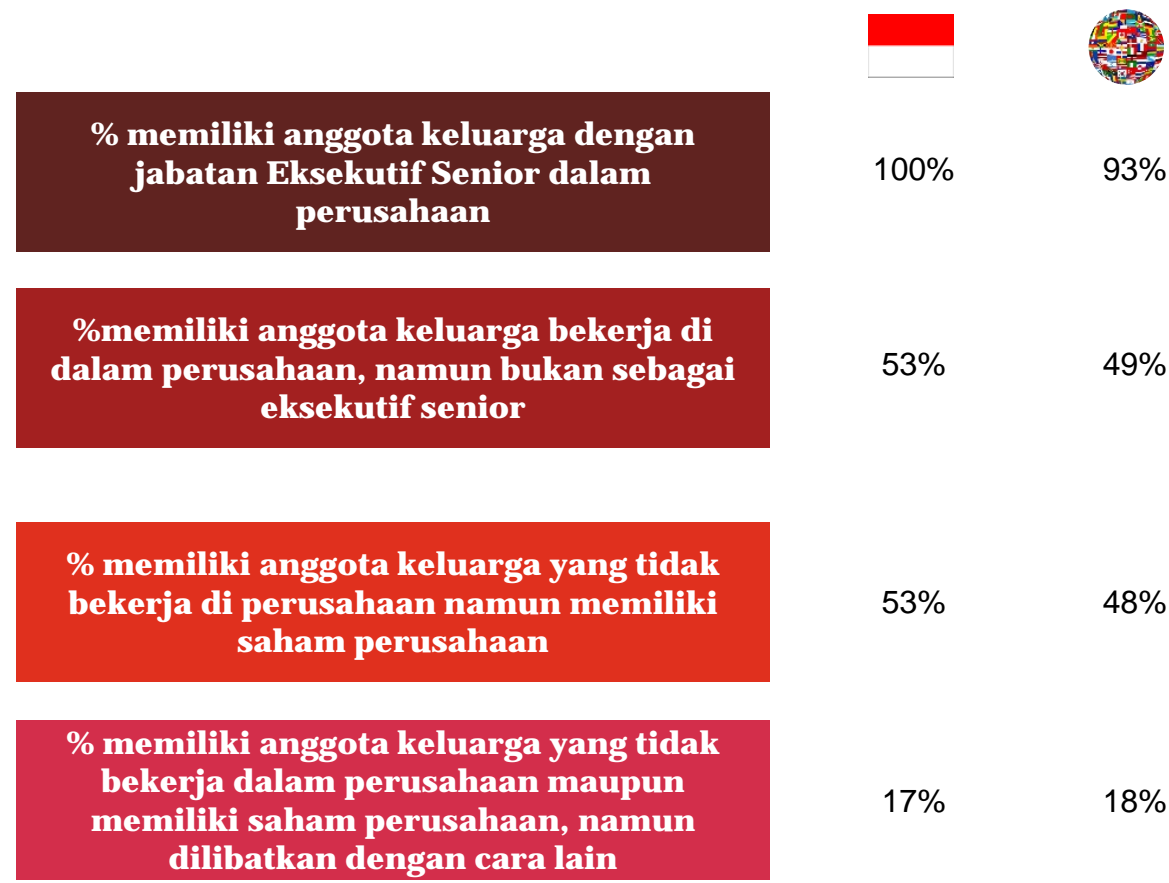 % memiliki anggota keluarga dengan
jabatan Eksekutif Senior dalam
perusahaan
100%
93%
%memiliki anggota keluarga bekerja di
dalam perusahaan, namun bukan sebagai
eksekutif senior
53%
49%
% memiliki anggota keluarga yang tidak
bekerja di perusahaan namun memiliki
saham perusahaan
53%
48%
% memiliki anggota keluarga yang tidak
bekerja dalam perusahaan maupun
memiliki saham perusahaan, namun
dilibatkan dengan cara lain
17%
18%